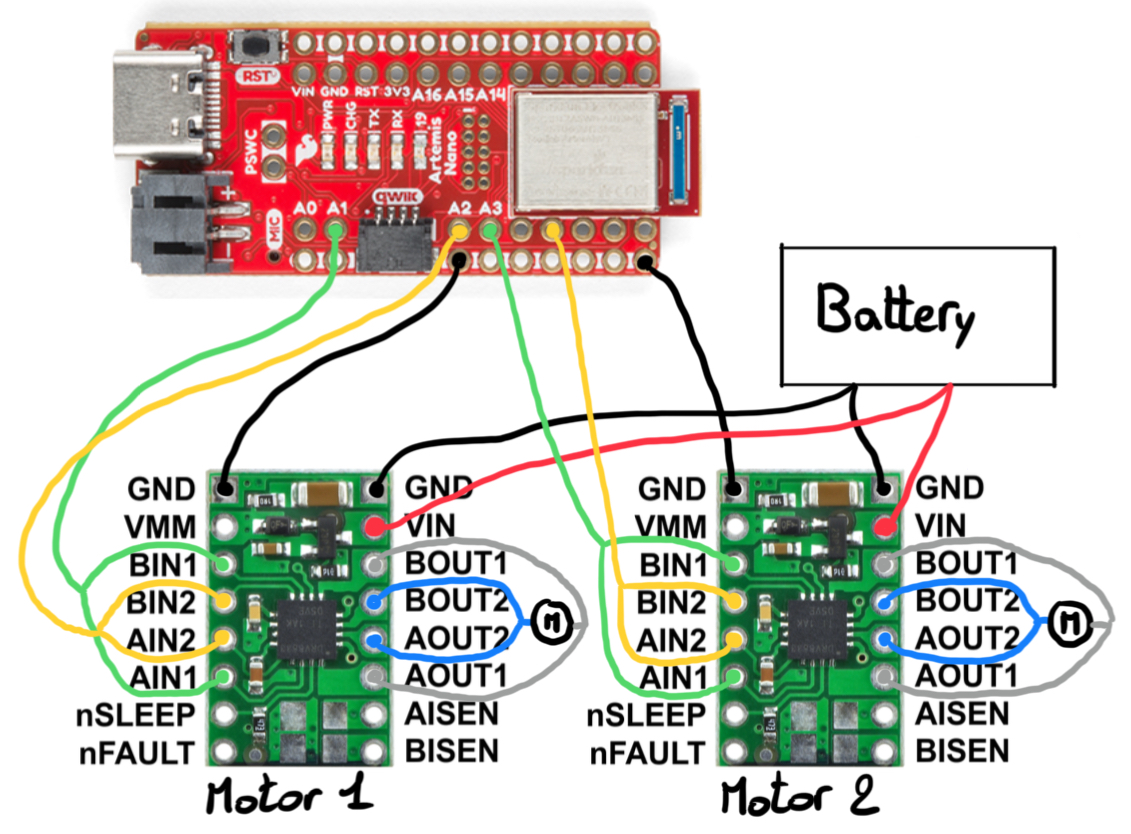 RST
VIN GND RST 3V3 A16 A15 A14
PWR
CHG
TX
RX
19
Artemis
Nano
PSWC
qwiic
A0 A1 A2 A3
MIC
+
-
Battery
GND
VMM
BIN1
BIN2
AIN2
AIN1
nSLEEP
nFAULT
GND
VIN
BOUT1
BOUT2
AOUT2
AOUT1
AISEN
BISEN
M
Motor 1
GND
VMM
BIN1
BIN2
AIN2
AIN1
nSLEEP
nFAULT
GND
VIN
BOUT1
BOUT2
AOUT2
AOUT1
AISEN
BISEN
M
Motor 2